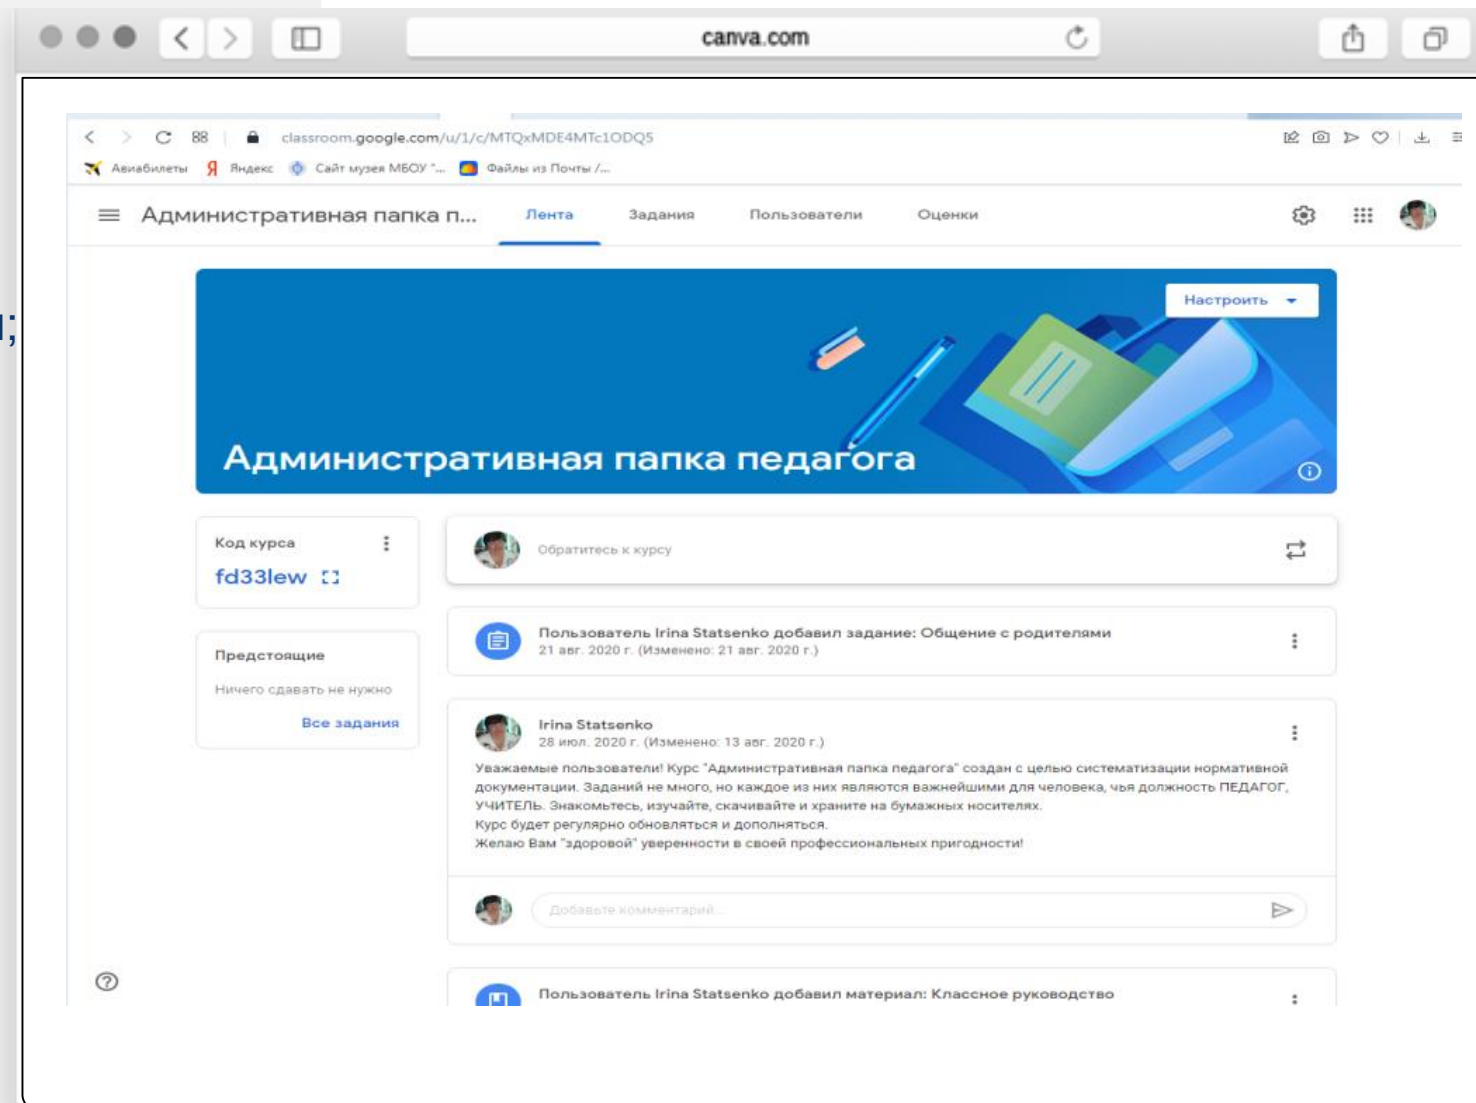 canva.com
classroom.google.com/u/1/c/MTQxMDE4MTc1ODQ5
Авиабилеты Яндекс Сайт музея МБОУ "... Файлы из Почты /...
Административная папка п... Лента Задания Пользователи Оценки
Настроить
Административная папка педагога
Код курса
fd33lew
Обратитесь к курсу
Предстоящие
Ничего сдавать не нужно
Все задания
Пользователь Irina Statsenko добавил задание: Общение с родителями
21 авг. 2020 г. (Изменено: 21 авг. 2020 г.)
Irina Statsenko
28 июл. 2020 г. (Изменено: 13 авг. 2020 г.)
Уважаемые пользователи! Курс "Административная папка педагога" создан с целью систематизации нормативной
документации. Заданий не много, но каждое из них являются важнейшими для человека, чья должность ПЕДАГОГ,
УЧИТЕЛЬ. Знакомьтесь, изучайте, скачивайте и храните на бумажных носителях.
Курс будет регулярно обновляться и дополняться.
Желаю Вам "здоровой" уверенности в своей профессиональных пригодности!
Добавьте комментарий...
Пользователь Irina Statsenko добавил материал: Классное руководство